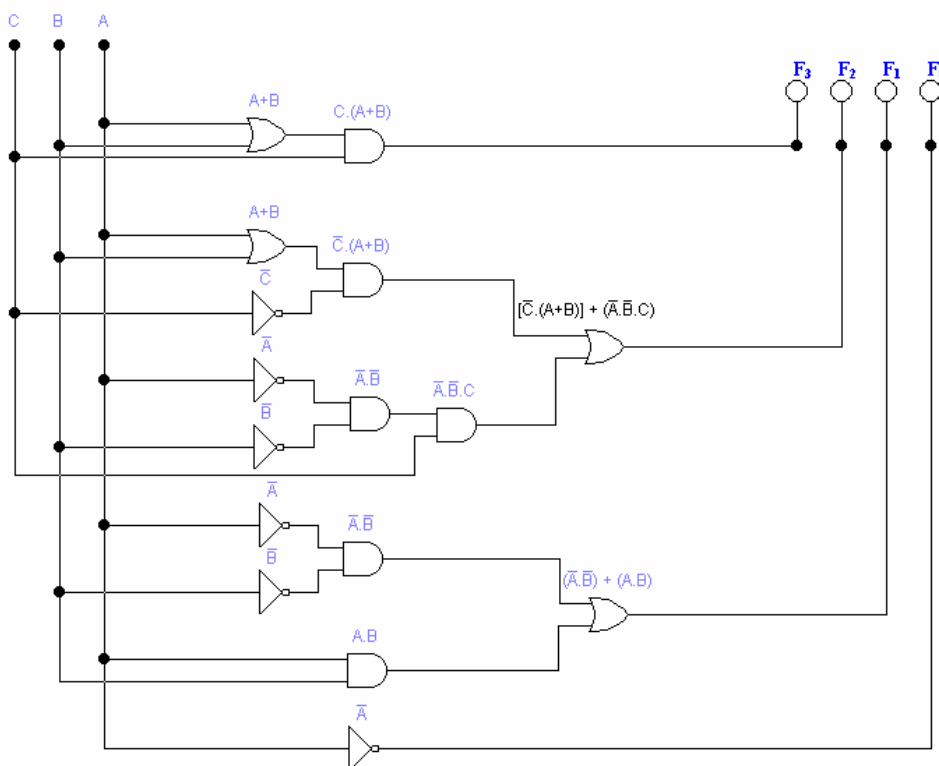 C B A
F₃ F₂ F₁ F
A+B
C.(A+B)
A+B
C̅.(A+B)
C̅
[C̅.(A+B)] + (A̅.B̅.C)
A̅
A̅.B̅
A̅.B̅.C
B̅
A̅
A̅.B̅
B̅
(A̅.B̅) + (A.B)
A.B
A̅